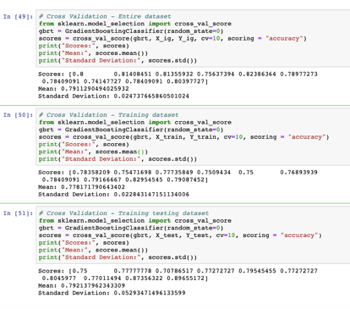 In [49]: # Cross Validation - Entire dataset
from sklearn.model_selection import cross_val_score
gbrt = GradientBoostingClassifier(random_state=0)
scores = cross_val_score(gbrt, X_ig, Y_ig, cv=10, scoring = "accuracy")
print("Scores:", scores)
print("Mean:", scores.mean())
print("Standard Deviation:", scores.std())
Scores: [0.8 0.81408451 0.81355932 0.75637394 0.82386364 0.78977273
0.78409091 0.76147727 0.78409091 0.80397727]
Mean: 0.7911290494025932
Standard Deviation: 0.024737665860501024
In [50]: # Cross Validation - Training dataset
from sklearn.model_selection import cross_val_score
gbrt = GradientBoostingClassifier(random_state=0)
scores = cross_val_score(gbrt, X_train, Y_train, cv=10, scoring = "accuracy")
print("Scores:", scores)
print("Mean:", scores.mean())
print("Standard Deviation:", scores.std())
Scores: [0.78358209 0.75471698 0.77735849 0.7509434 0.75 0.76893939
0.78409091 0.79166667 0.82954545 0.79087452]
Mean: 0.778171790643402
Standard Deviation: 0.022843147151134006
In [51]: # Cross Validation - Training testing dataset
from sklearn.model_selection import cross_val_score
gbrt = GradientBoostingClassifier(random_state=0)
scores = cross_val_score(gbrt, X_test, Y_test, cv=10, scoring = "accuracy")
print("Scores:", scores)
print("Mean:", scores.mean())
print("Standard Deviation:", scores.std())
Scores: [0.75 0.77777778 0.70786517 0.77272727 0.79545455 0.77272727
0.8045977 0.77011494 0.87356322 0.89655172]
Mean: 0.792137962343309
Standard Deviation: 0.05293471496133599